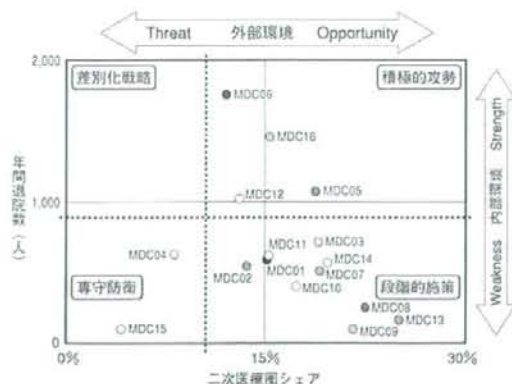 Threat 外部環境 Opportunity
2,000
差別化戦略
積極的攻勢
MDC06
MDC16
MDC12
MDC05
1,000
MDC04
MDC11
MDC03
MDC14
MDC02
MDC01
MDC07
MDC10
専守防衛
段階的施策
MDC08
MDC13
MDC15
MDC09
0
0%
15%
30%
二次医療圏シェア
年間退院数（人）
Weakness 内部環境 Strength